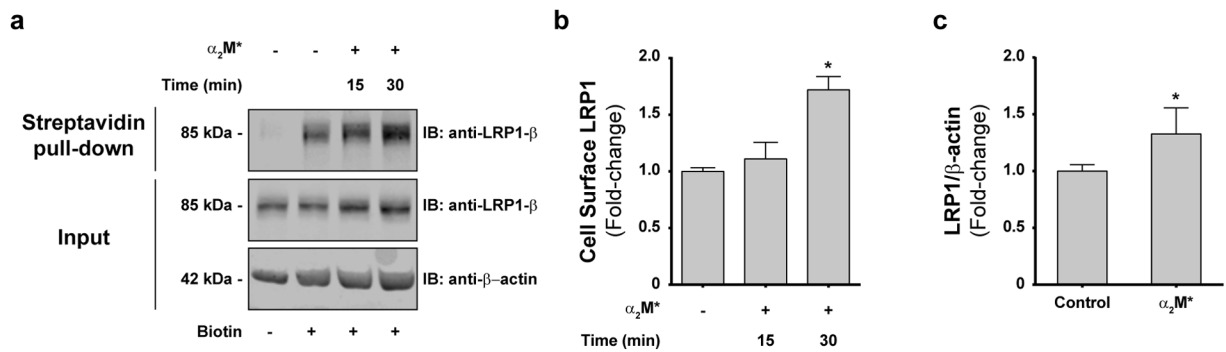 a
α₂M* - - + +
Time (min) 15 30
Streptavidin
pull-down
85 kDa - IB: anti-LRP1-β
Input
85 kDa - IB: anti-LRP1-β
42 kDa - IB: anti-β-actin
Biotin - + + +
b
Cell Surface LRP1
(Fold-change)
2.0
1.5
1.0
0.5
0
*
α₂M* - + +
Time (min) 15 30
c
LRP1/β-actin
(Fold-change)
2.0
1.5
1.0
0.5
0
*
Control α₂M*